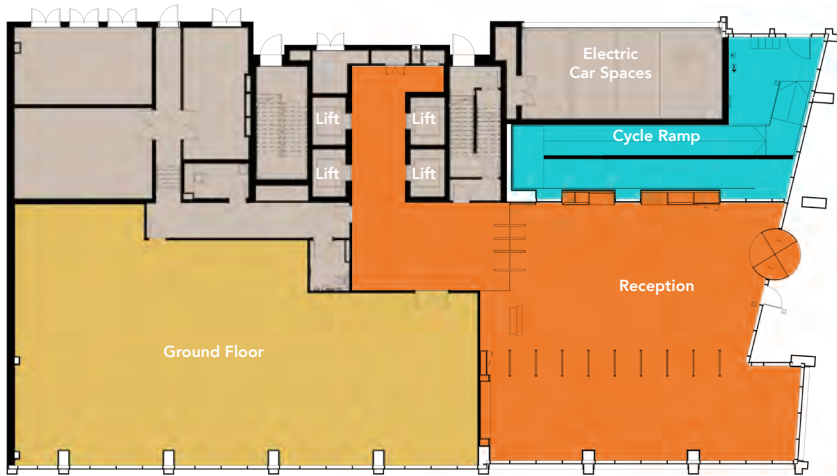 Electric
Car Spaces
Lift
Lift
Cycle Ramp
Lift
Lift
Reception
Ground Floor